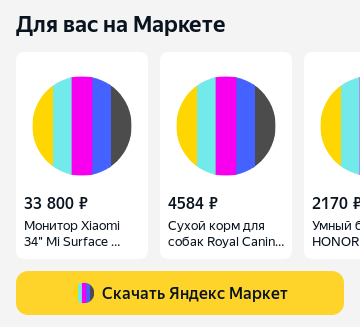 Для вас на Маркете
33 800 ₽
Монитор Xiaomi
34" Mi Surface ...
4584 ₽
Сухой корм для
собак Royal Canin...
2170 ₽
Умный
HONOR
Скачать Яндекс Маркет